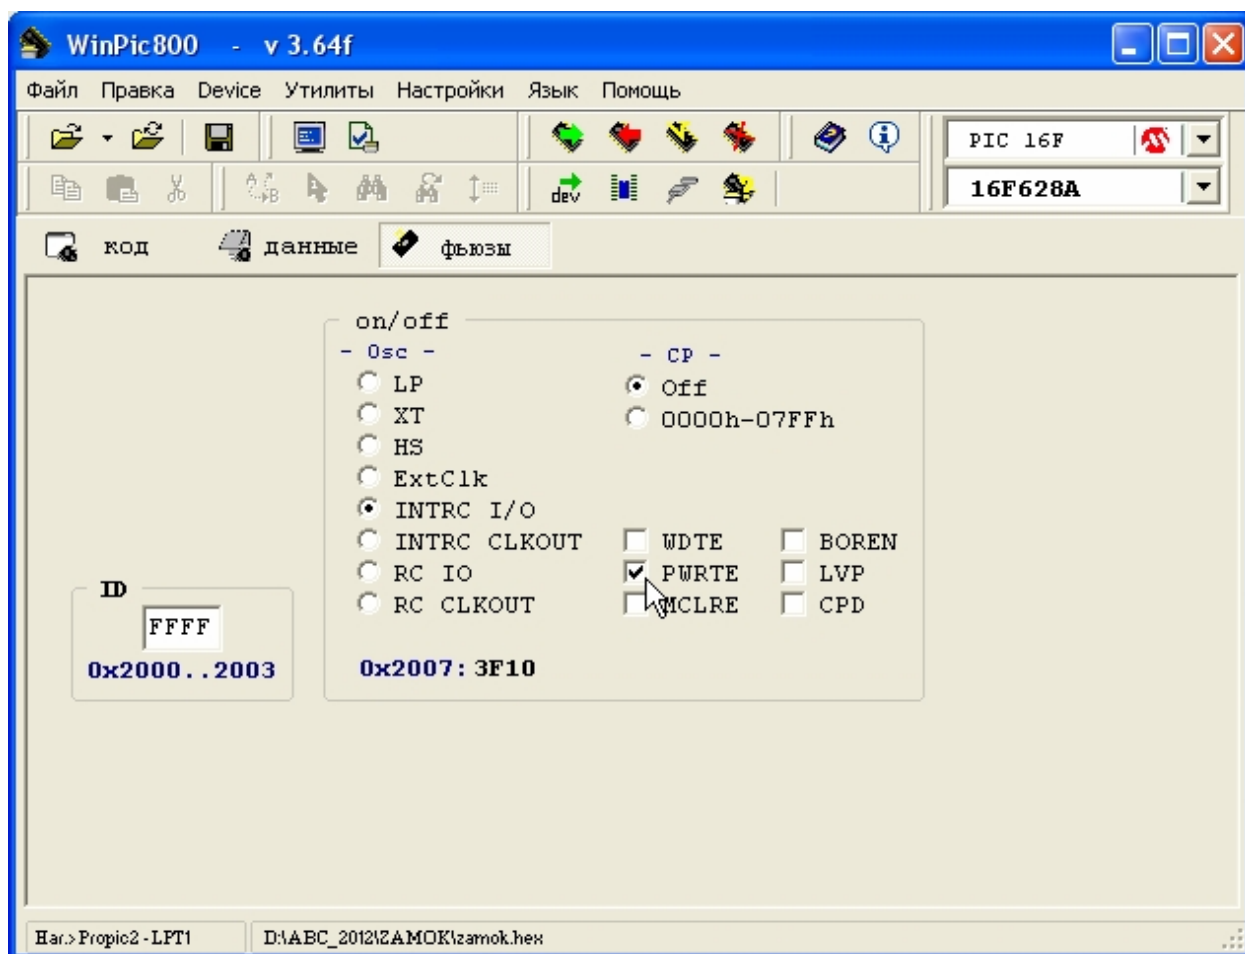 WinPic800 - v 3.64f
Файл Правка Device Утилиты Настройки Язык Помощь
PIC 16F
dev
16F628A
код данные фьюзы
on/off
- Osc - - CP -
LP Off
XT 0000h-07FFh
HS
ExtClk
INTRC I/O
INTRC CLKOUT WDTE BOREN
RC IO PWRTE LVP
RC CLKOUT MCLRE CPD
ID
FFFF
0x2000..2003
0x2007: 3F10
Har.> Propic2 - LPT1 D:\ABC_2012\ZAMOK\zamok.hex